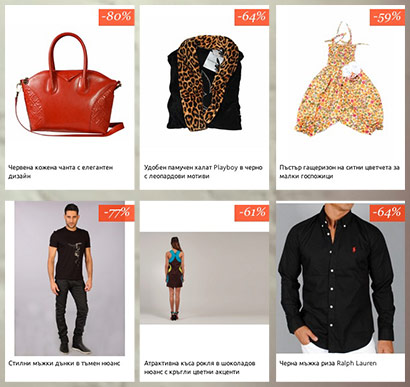 -80%
-64%
-59%
Червена кожена чанта с елегантен
дизайн
Удобен памучен халат Playboy в черно
с леопардови мотиви
Пъстър гащеризон на ситни цветчета за
малки госпожици
-77%
-61%
-64%
Стилни мъжки дънки в тъмен нюанс
Атрактивна къса рокля в шоколадов
нюанс с кръгли цветни акценти
Черна мъжка риза Ralph Lauren